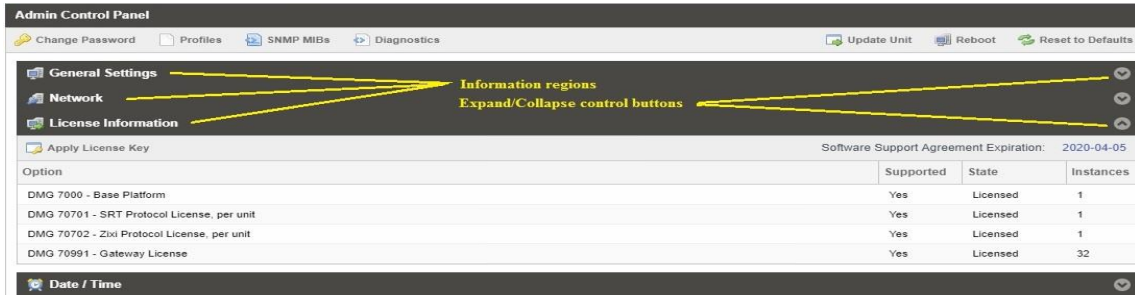 Admin Control Panel
Change Password Profiles SNMP MIBs Diagnostics Update Unit Reboot Reset to Defaults
General Settings
Information regions
Network
Expand/Collapse control buttons
License Information
Apply License Key Software Support Agreement Expiration: 2020-04-05
Option Supported State Instances
DMG 7000 - Base Platform Yes Licensed 1
DMG 70701 - SRT Protocol License, per unit Yes Licensed 1
DMG 70702 - Zixi Protocol License, per unit Yes Licensed 1
DMG 70991 - Gateway License Yes Licensed 32
Date / Time